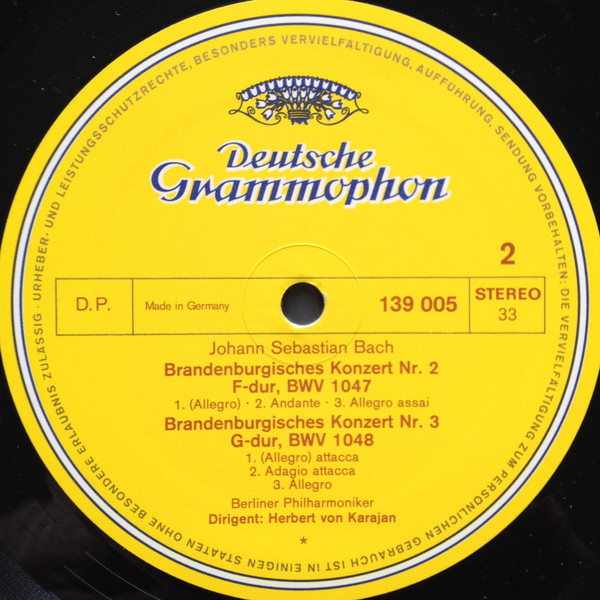 Deutsche
Grammophon
2
D.P.
Made in Germany
139 005
STEREO
33
Johann Sebastian Bach
Brandenburgisches Konzert Nr. 2
F-dur, BWV 1047
1. (Allegro) · 2. Andante · 3. Allegro assai
Brandenburgisches Konzert Nr. 3
G-dur, BWV 1048
1. (Allegro) attacca
2. Adagio attacca
3. Allegro
Berliner Philharmoniker
Dirigent: Herbert von Karajan
*
URHEBER- UND LEISTUNGSSCHUTZRECHTE, BESONDERS VERVIELFÄLTIGUNG, AUFFÜHRUNG, SENDUNG VORBEHALTEN: DIE VERVIELFÄLTIGUNG ZUM PERSÖNLICHEN GEBRAUCH IST IN EINIGEN STAATEN OHNE BESONDERE ERLAUBNIS ZULÄSSIG ·